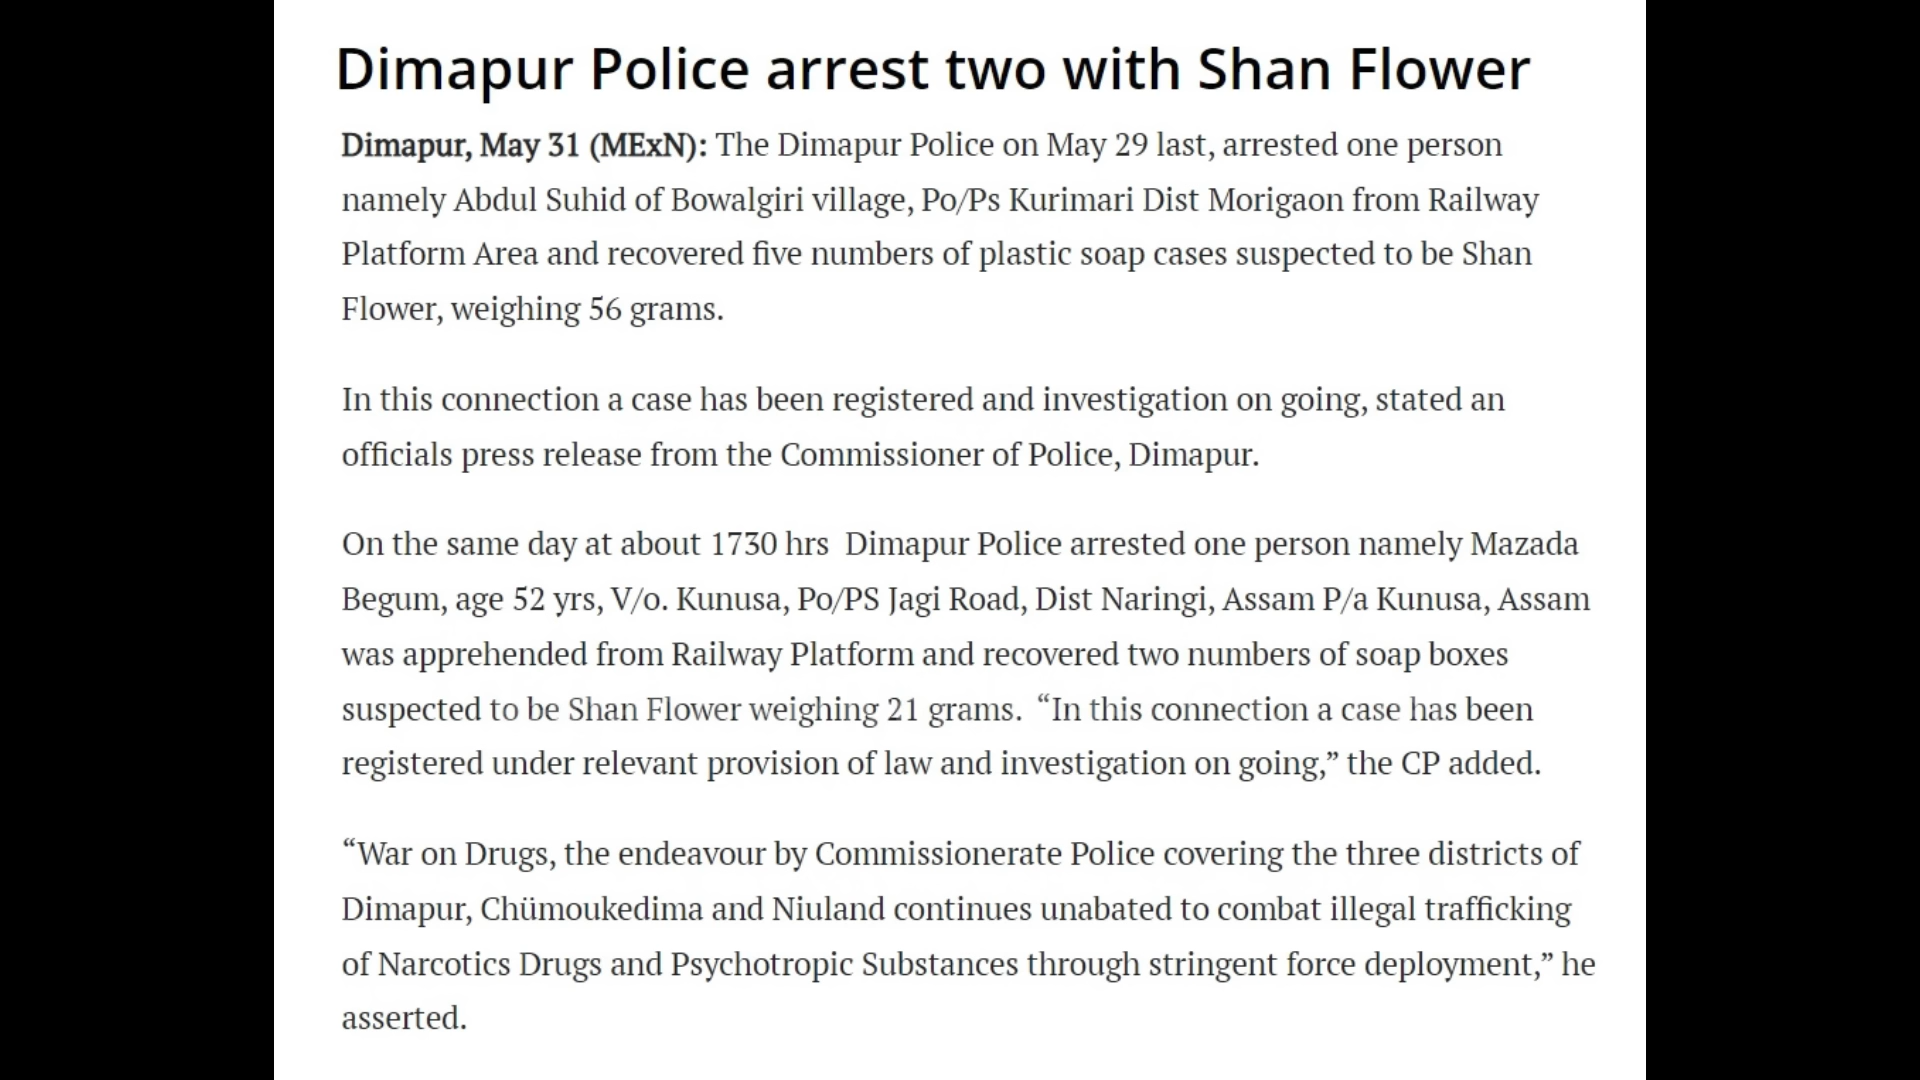 Dimapur Police arrest two with Shan Flower
Dimapur, May 31 (MExN): The Dimapur Police on May 29 last, arrested one person
namely Abdul Suhid of Bowalgiri village, Po/Ps Kurimari Dist Morigaon from Railway
Platform Area and recovered five numbers of plastic soap cases suspected to be Shan
Flower, weighing 56 grams.
In this connection a case has been registered and investigation on going, stated an
officials press release from the Commissioner of Police, Dimapur.
On the same day at about 1730 hrs  Dimapur Police arrested one person namely Mazada
Begum, age 52 yrs, V/o. Kunusa, Po/PS Jagi Road, Dist Naringi, Assam P/a Kunusa, Assam
was apprehended from Railway Platform and recovered two numbers of soap boxes
suspected to be Shan Flower weighing 21 grams.  “In this connection a case has been
registered under relevant provision of law and investigation on going,” the CP added.
“War on Drugs, the endeavour by Commissionerate Police covering the three districts of
Dimapur, Chümoukedima and Niuland continues unabated to combat illegal trafficking
of Narcotics Drugs and Psychotropic Substances through stringent force deployment,” he
asserted.